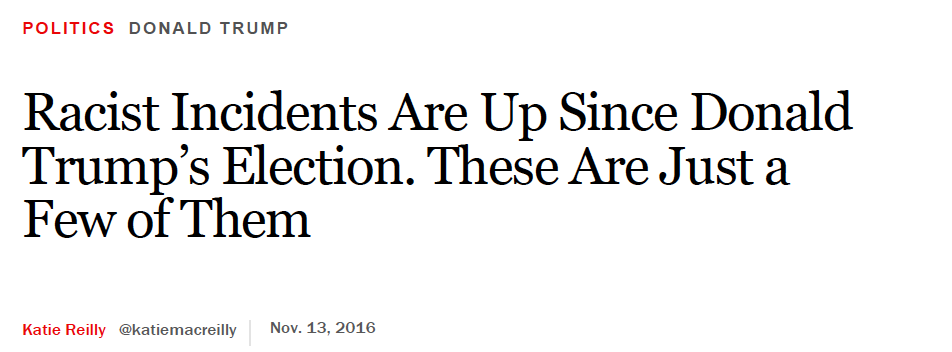 POLITICS DONALD TRUMP
Racist Incidents Are Up Since Donald
Trump’s Election. These Are Just a
Few of Them
Katie Reilly @katiemacreilly Nov. 13, 2016